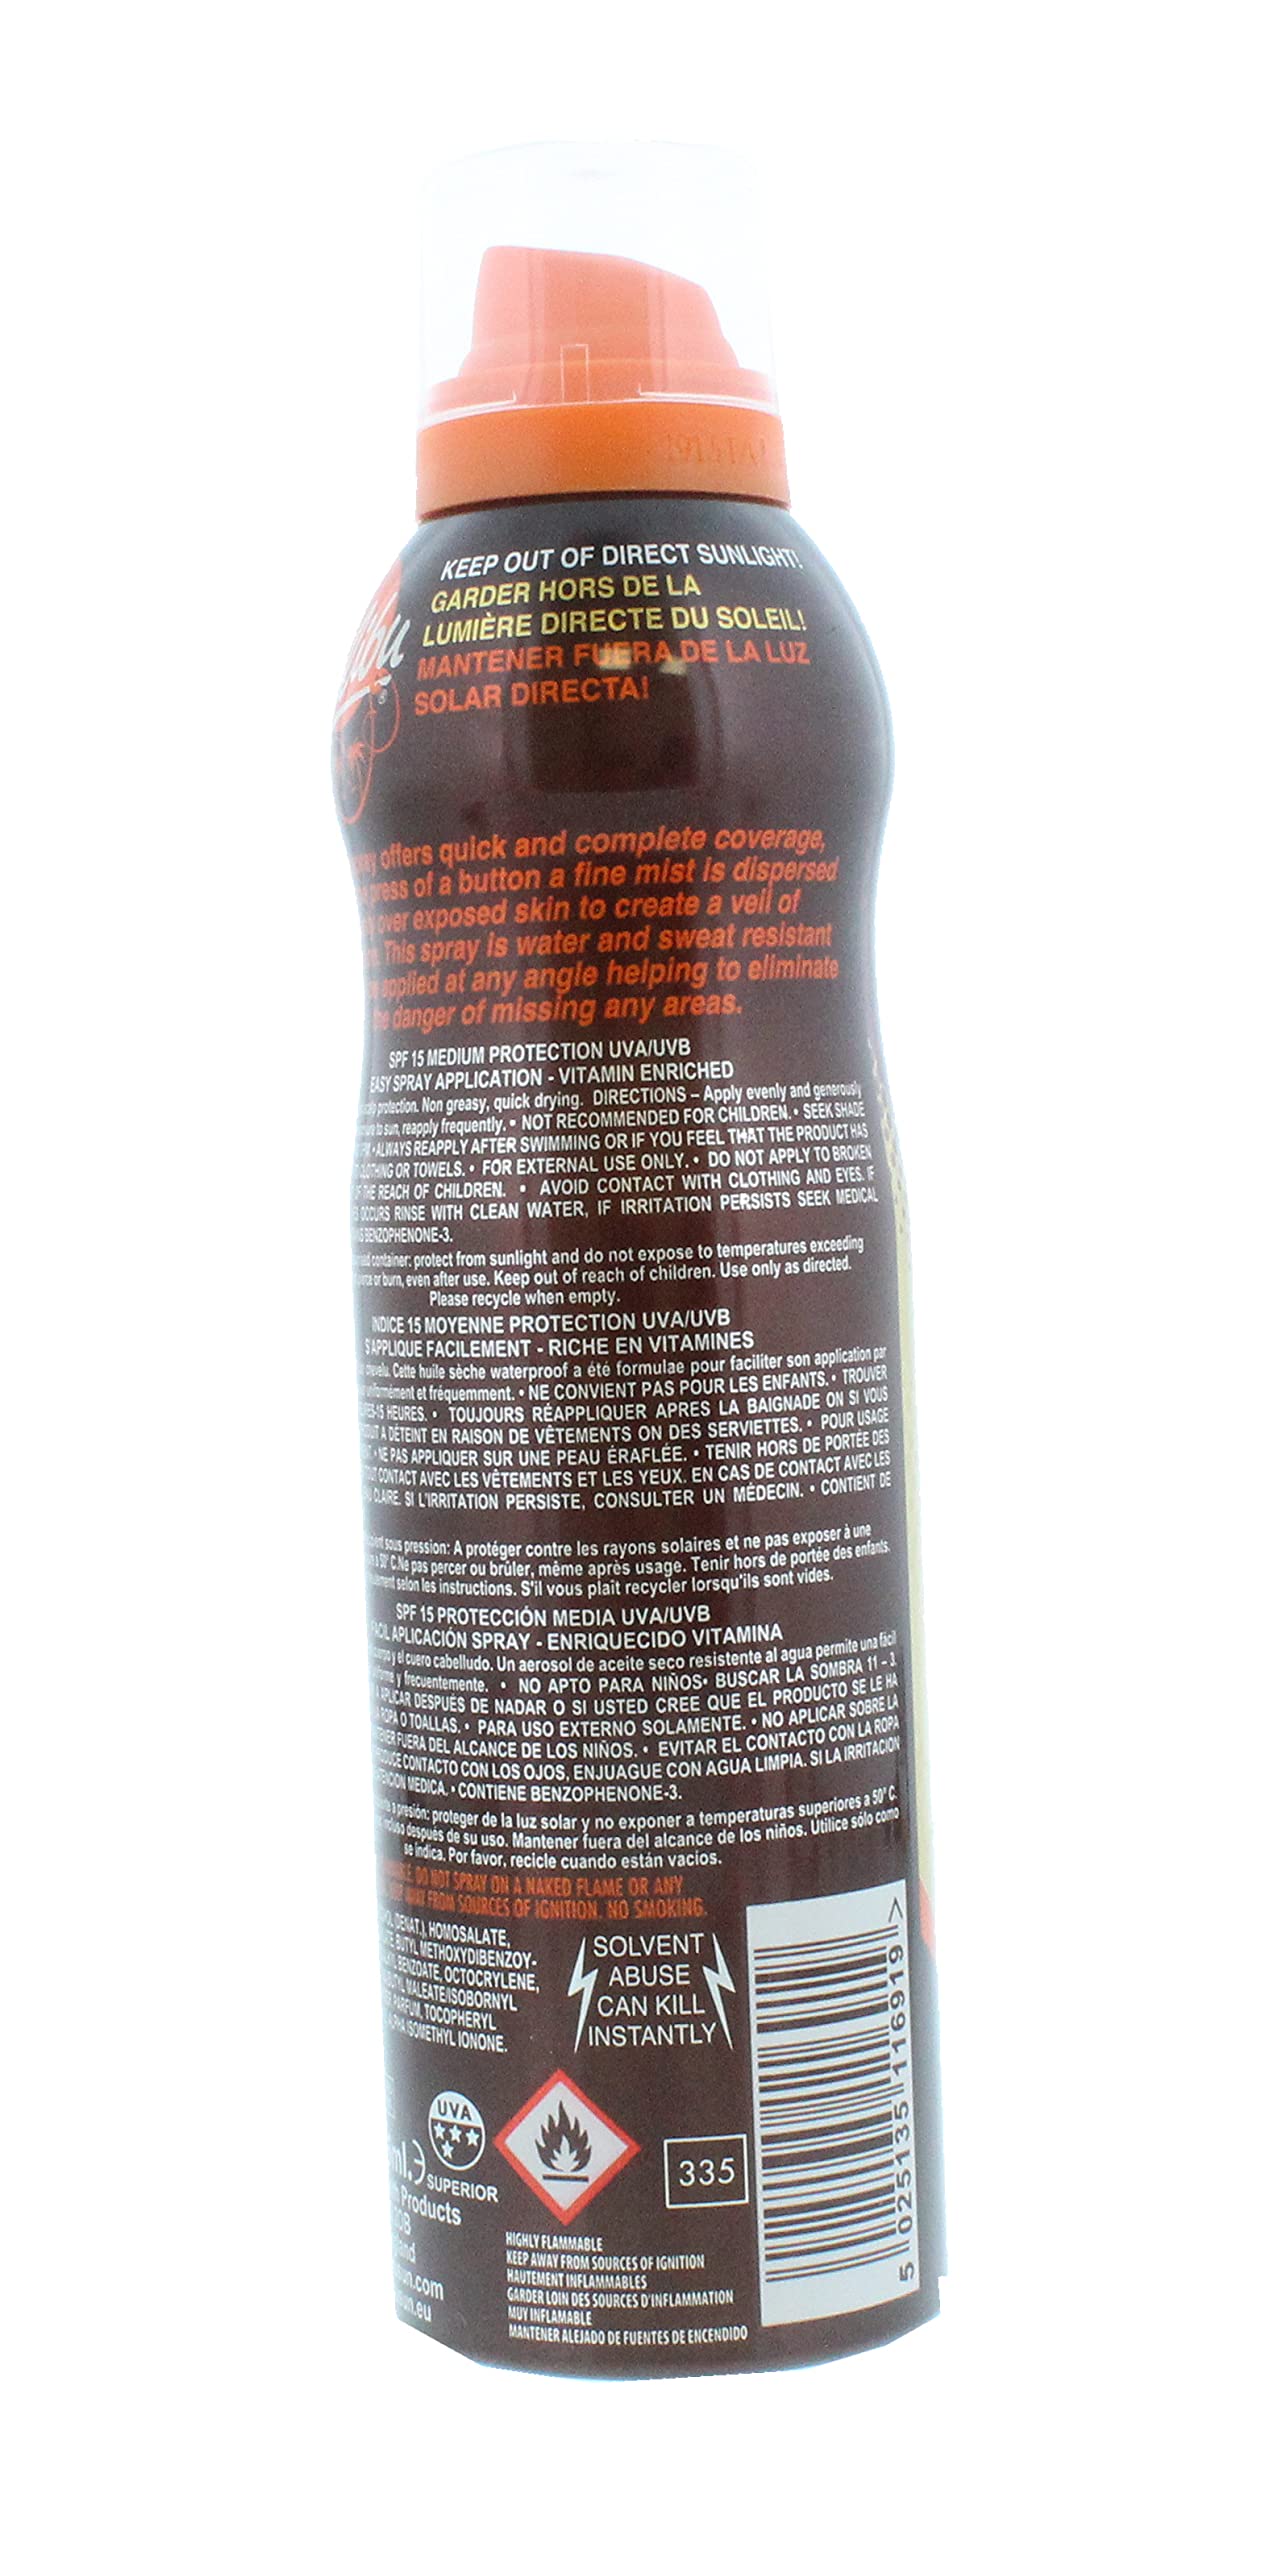 KEEP OUT OF DIRECT SUNLIGHT!
GARDER HORS DE LA
LUMIÈRE DIRECTE DU SOLEIL!
MANTENER FUERA DE LA LUZ
SOLAR DIRECTA!
offers quick and complete coverage,
press of a button a fine mist is dispersed
over exposed skin to create a veil of
This spray is water and sweat resistant
applied at any angle helping to eliminate
danger of missing any areas.
SPF 15 MEDIUM PROTECTION UVA/UVB
EASY SPRAY APPLICATION - VITAMIN ENRICHED
protection. Non greasy, quick drying. DIRECTIONS – Apply evenly and generously
to sun, reapply frequently. • NOT RECOMMENDED FOR CHILDREN. • SEEK SHADE
• ALWAYS REAPPLY AFTER SWIMMING OR IF YOU FEEL THAT THE PRODUCT HAS
CLOTHING OR TOWELS. • FOR EXTERNAL USE ONLY. • DO NOT APPLY TO BROKEN
THE REACH OF CHILDREN. • AVOID CONTACT WITH CLOTHING AND EYES. IF
OCCURS RINSE WITH CLEAN WATER, IF IRRITATION PERSISTS SEEK MEDICAL
BENZOPHENONE-3.
container: protect from sunlight and do not expose to temperatures exceeding
or burn, even after use. Keep out of reach of children. Use only as directed.
Please recycle when empty.
INDICE 15 MOYENNE PROTECTION UVA/UVB
S'APPLIQUE FACILEMENT - RICHE EN VITAMINES
chevelu. Cette huile sèche waterproof a été formulae pour faciliter son application par
uniformément et fréquemment. • NE CONVIENT PAS POUR LES ENFANTS. • TROUVER
HEURES. • TOUJOURS RÉAPPLIQUER APRES LA BAIGNADE ON SI VOUS
A DÉTEINT EN RAISON DE VÊTEMENTS ON DES SERVIETTES. • POUR USAGE
• NE PAS APPLIQUER SUR UNE PEAU ÉRAFLÉE. • TENIR HORS DE PORTÉE DES
CONTACT AVEC LES VÊTEMENTS ET LES YEUX. EN CAS DE CONTACT AVEC LES
CLAIRE. SI L'IRRITATION PERSISTE, CONSULTER UN MÉDECIN. • CONTIENT DE
sous pression: A protéger contre les rayons solaires et ne pas exposer à une
à 50° C.Ne pas percer ou brûler, même après usage. Tenir hors de portée des enfants.
selon les instructions. S'il vous plaît recycler lorsqu'ils sont vides.
SPF 15 PROTECCIÓN MEDIA UVA/UVB
FACIL APLICACIÓN SPRAY - ENRIQUECIDO VITAMINA
y el cuero cabelludo. Un aerosol de aceite seco resistente al agua permite una fácil
y frecuentemente. • NO APTO PARA NIÑOS• BUSCAR LA SOMBRA 11 – 3.
APLICAR DESPUÉS DE NADAR O SI USTED CREE QUE EL PRODUCTO SE LE HA
ROPA O TOALLAS. • PARA USO EXTERNO SOLAMENTE. • NO APLICAR SOBRE LA
FUERA DEL ALCANCE DE LOS NIÑOS. • EVITAR EL CONTACTO CON LA ROPA
CONTACTO CON LOS OJOS, ENJUAGUE CON AGUA LIMPIA. SI LA IRRITACION
MEDICA. • CONTIENE BENZOPHENONE-3.
a presión: proteger de la luz solar y no exponer a temperaturas superiores a 50° C.
incluso después de su uso. Mantener fuera del alcance de los niños. Utilice sólo como
se indica. Por favor, recicle cuando están vacios.
DO NOT SPRAY ON A NAKED FLAME OR ANY
AWAY FROM SOURCES OF IGNITION. NO SMOKING.
(DENAT.), HOMOSALATE,
BUTYL METHOXYDIBENZOY-
BENZOATE, OCTOCRYLENE,
MALEATE/ISOBORNYL
PARFUM, TOCOPHERYL
ISOMETHYL IONONE.
SOLVENT
ABUSE
CAN KILL
INSTANTLY
UVA
SUPERIOR
ml.
Products
335
HIGHLY FLAMMABLE
KEEP AWAY FROM SOURCES OF IGNITION
HAUTEMENT INFLAMMABLES
GARDER LOIN DES SOURCES D'INFLAMMATION
MUY INFLAMABLE
MANTENER ALEJADO DE FUENTES DE ENCENDIDO
5 025135 116919 >